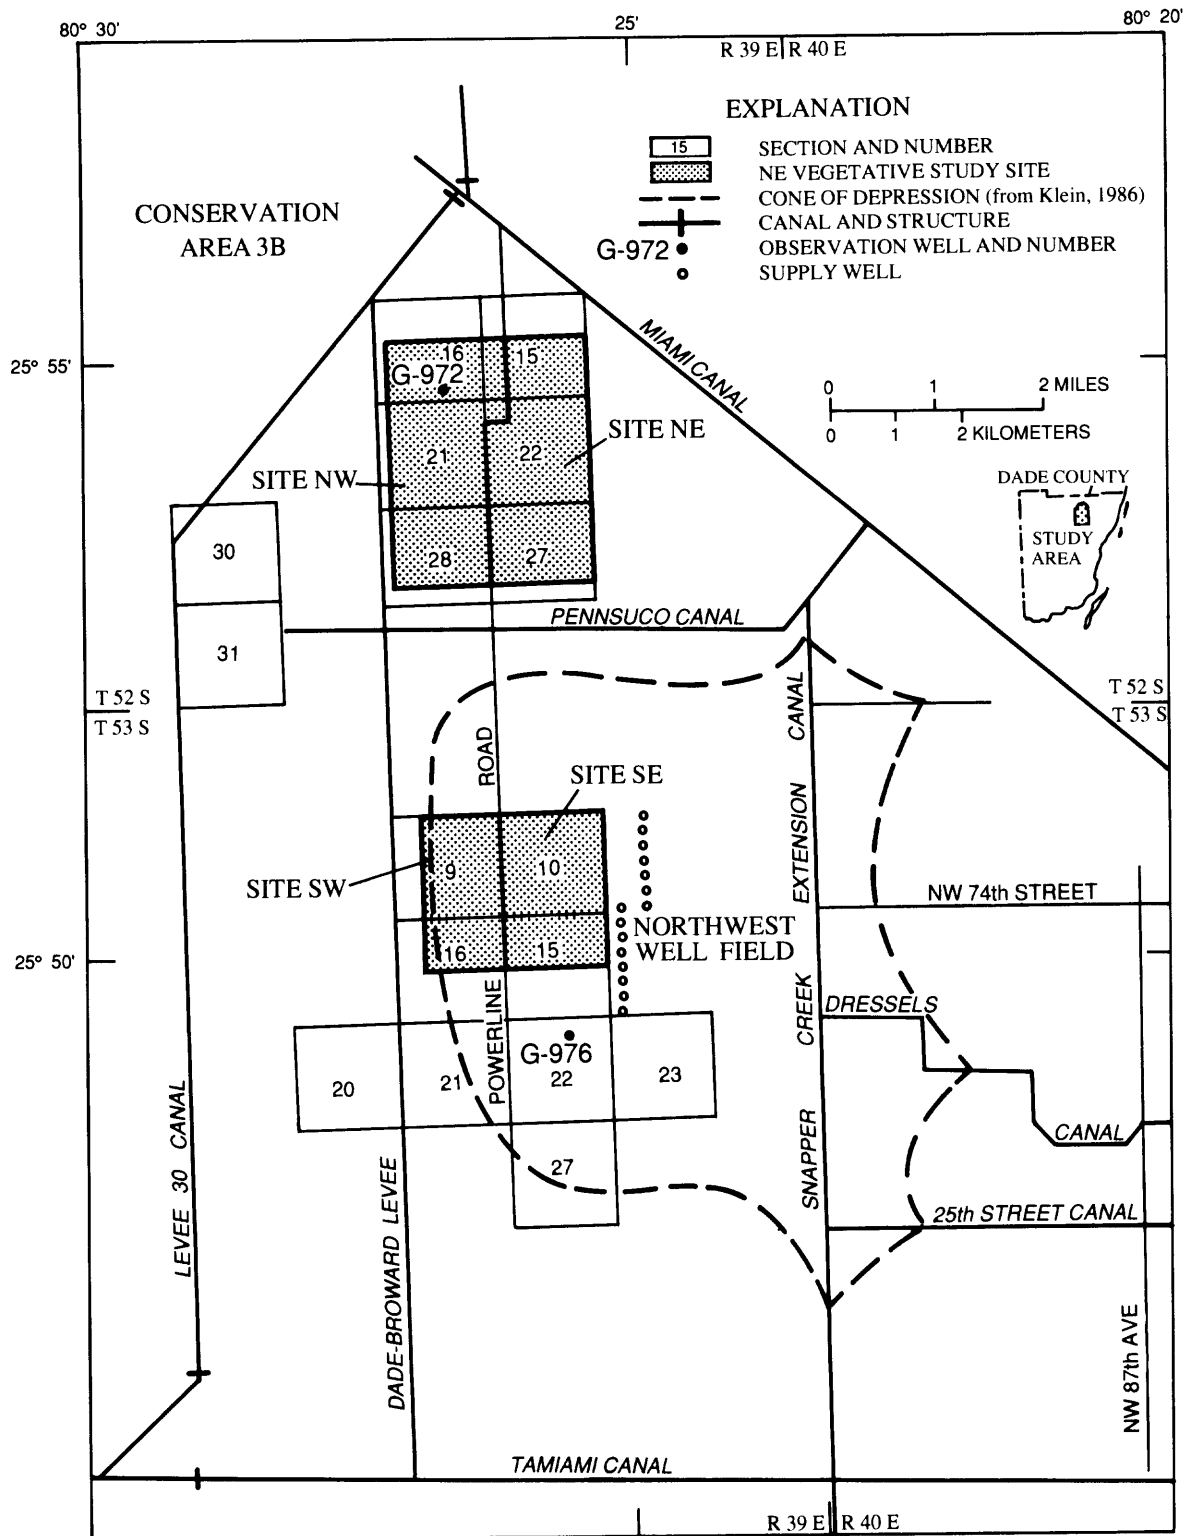 80° 30'
25'
80° 20'
R 39 E R 40 E
EXPLANATION
15 SECTION AND NUMBER
NE VEGETATIVE STUDY SITE
CONE OF DEPRESSION (from Klein, 1986)
CANAL AND STRUCTURE
G-972 OBSERVATION WELL AND NUMBER
SUPPLY WELL
CONSERVATION
AREA 3B
MIAMI CANAL
25° 55'
16
15
G-972
0 1 2 MILES
0 1 2 KILOMETERS
SITE NE
21
22
SITE NW
DADE COUNTY
STUDY
AREA
30
28
27
PENNSUCO CANAL
31
T 52 S
T 53 S
T 52 S
T 53 S
ROAD
SITE SE
CANAL
EXTENSION
9
10
SITE SW
NW 74th STREET
NORTHWEST
WELL FIELD
16
15
25° 50'
POWERLINE
CREEK
DRESSELS
G-976
20
21
22
23
CANAL
SNAPPER
27
LEVEE 30 CANAL
DADE-BROWARD LEVEE
25th STREET CANAL
NW 87th AVE
TAMIAMI CANAL
R 39 E R 40 E